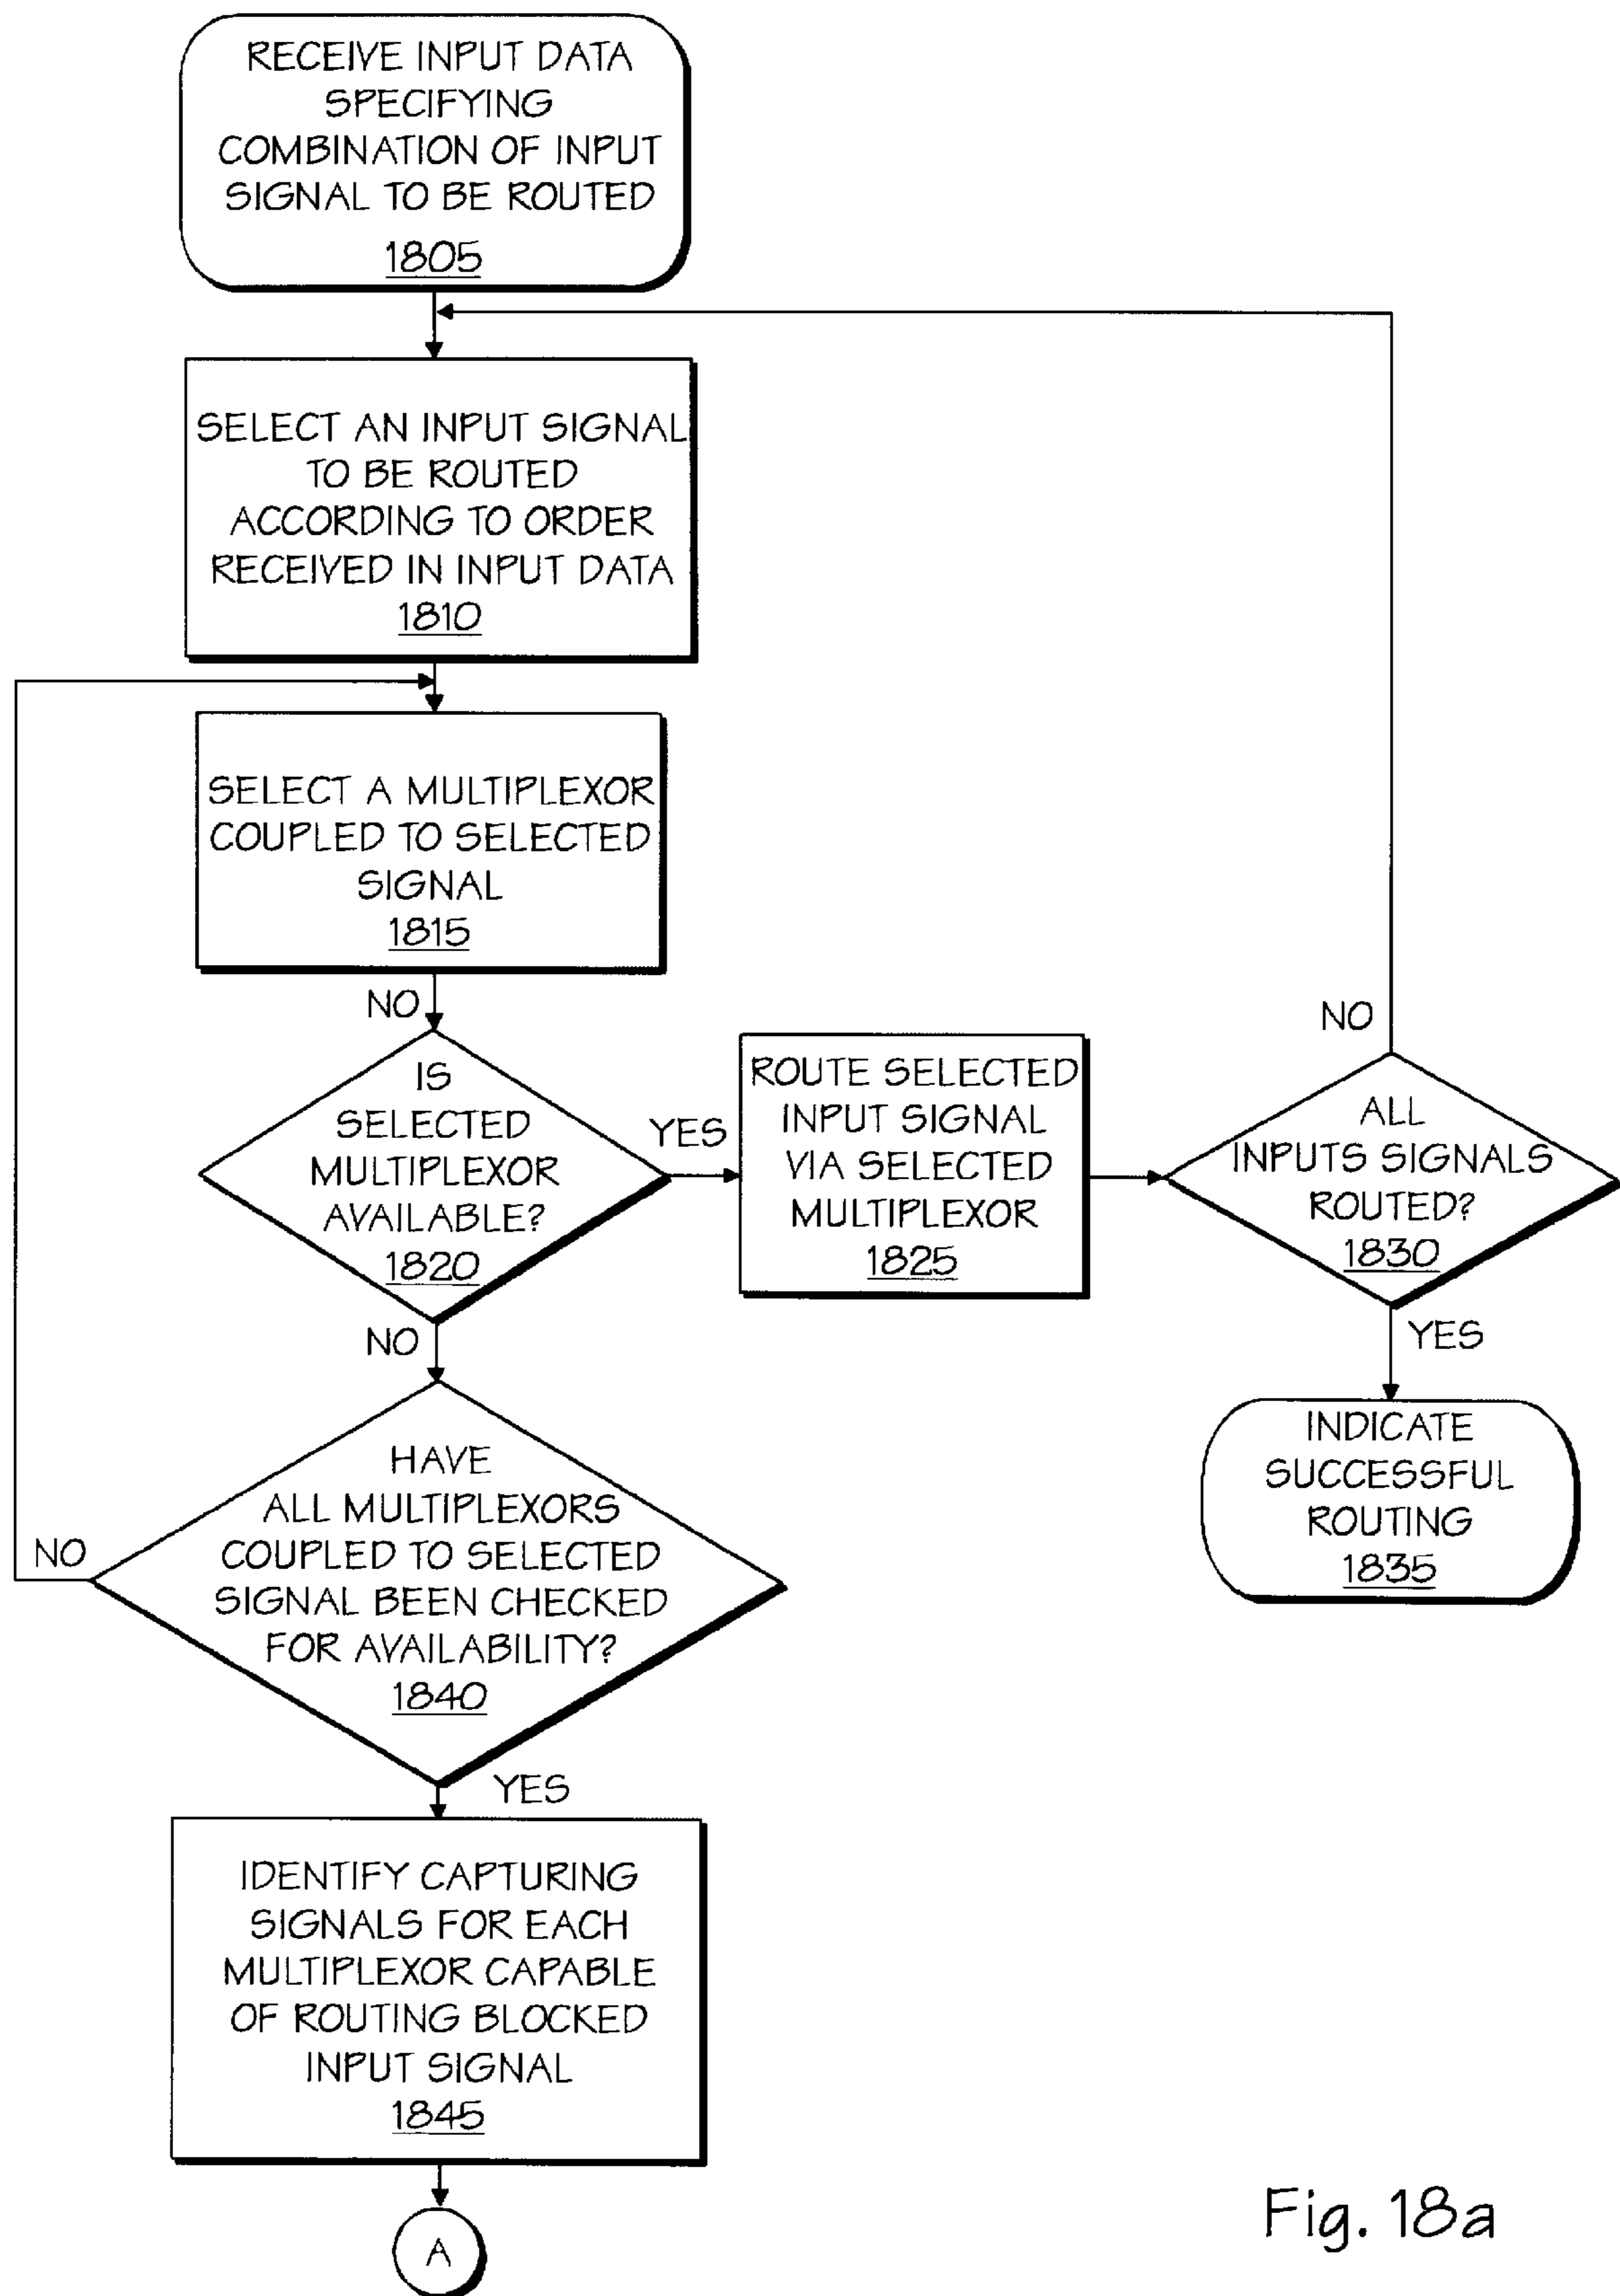 RECEIVE INPUT DATA
SPECIFYING
COMBINATION OF INPUT
SIGNAL TO BE ROUTED
1805
SELECT AN INPUT SIGNAL
TO BE ROUTED
ACCORDING TO ORDER
RECEIVED IN INPUT DATA
1810
SELECT A MULTIPLEXOR
COUPLED TO SELECTED
SIGNAL
1815
NO
IS
SELECTED
MULTIPLEXOR
AVAILABLE?
1820
YES
ROUTE SELECTED
INPUT SIGNAL
VIA SELECTED
MULTIPLEXOR
1825
NO
ALL
INPUTS SIGNALS
ROUTED?
1830
YES
INDICATE
SUCCESSFUL
ROUTING
1835
NO
HAVE
ALL MULTIPLEXORS
COUPLED TO SELECTED
SIGNAL BEEN CHECKED
FOR AVAILABILITY?
1840
NO
YES
IDENTIFY CAPTURING
SIGNALS FOR EACH
MULTIPLEXOR CAPABLE
OF ROUTING BLOCKED
INPUT SIGNAL
1845
A
Fig. 18a